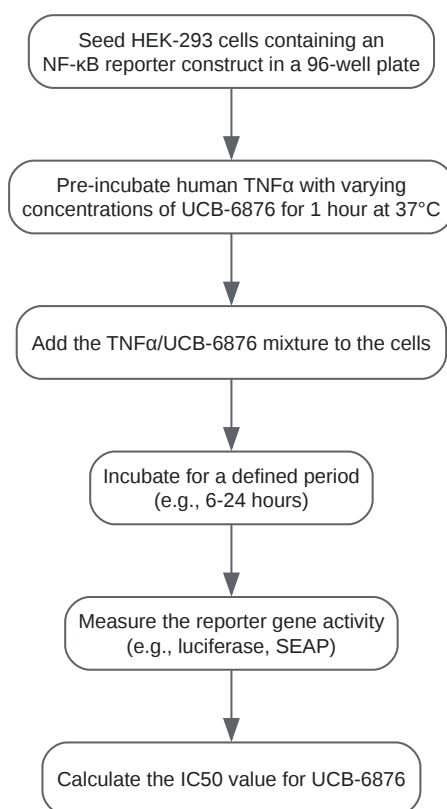 Seed HEK-293 cells containing an
NF-κB reporter construct in a 96-well plate
Pre-incubate human TNFα with varying
concentrations of UCB-6876 for 1 hour at 37°C
Add the TNFα/UCB-6876 mixture to the cells
Incubate for a defined period
(e.g., 6-24 hours)
Measure the reporter gene activity
(e.g., luciferase, SEAP)
Calculate the IC50 value for UCB-6876